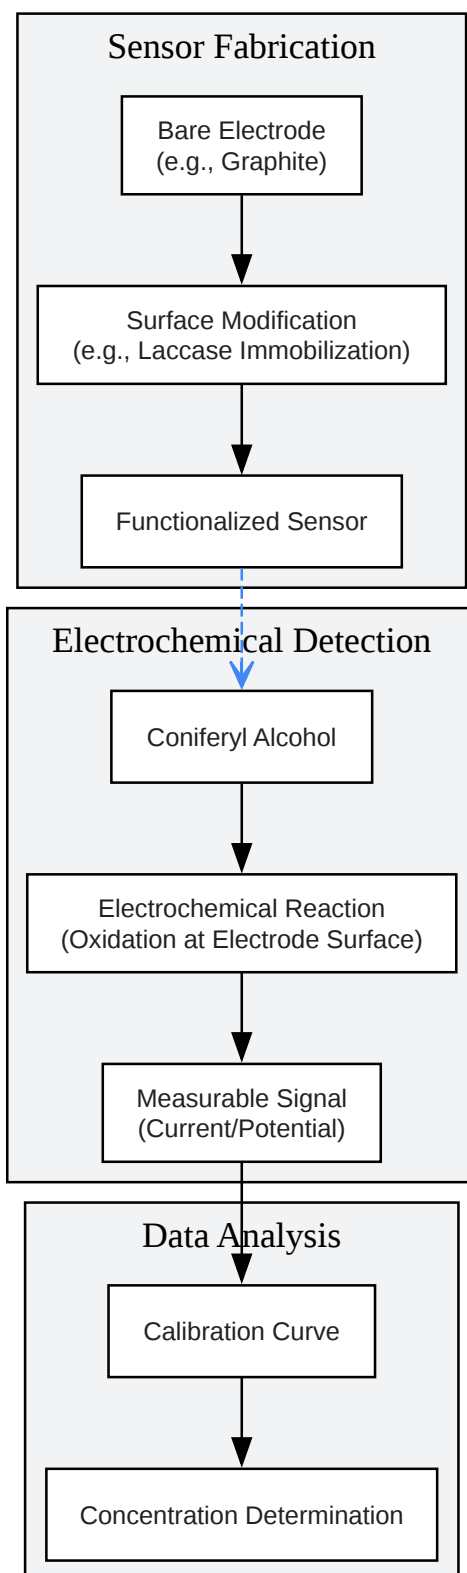 Sensor Fabrication
Bare Electrode
(e.g., Graphite)
Surface Modification
(e.g., Laccase Immobilization)
Functionalized Sensor
Electrochemical Detection
Coniferyl Alcohol
Electrochemical Reaction
(Oxidation at Electrode Surface)
Measurable Signal
(Current/Potential)
Data Analysis
Calibration Curve
Concentration Determination